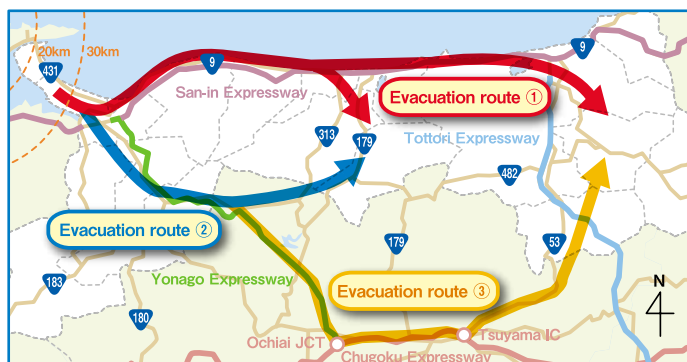 20km
30km
431
9
9
San-in Expressway
Evacuation route ①
313
179
Tottori Expressway
482
Evacuation route ②
179
53
Yonago Expressway
183
Evacuation route ③
N
180
Ochiai JCT
Tsuyama IC
Chugoku Expressway